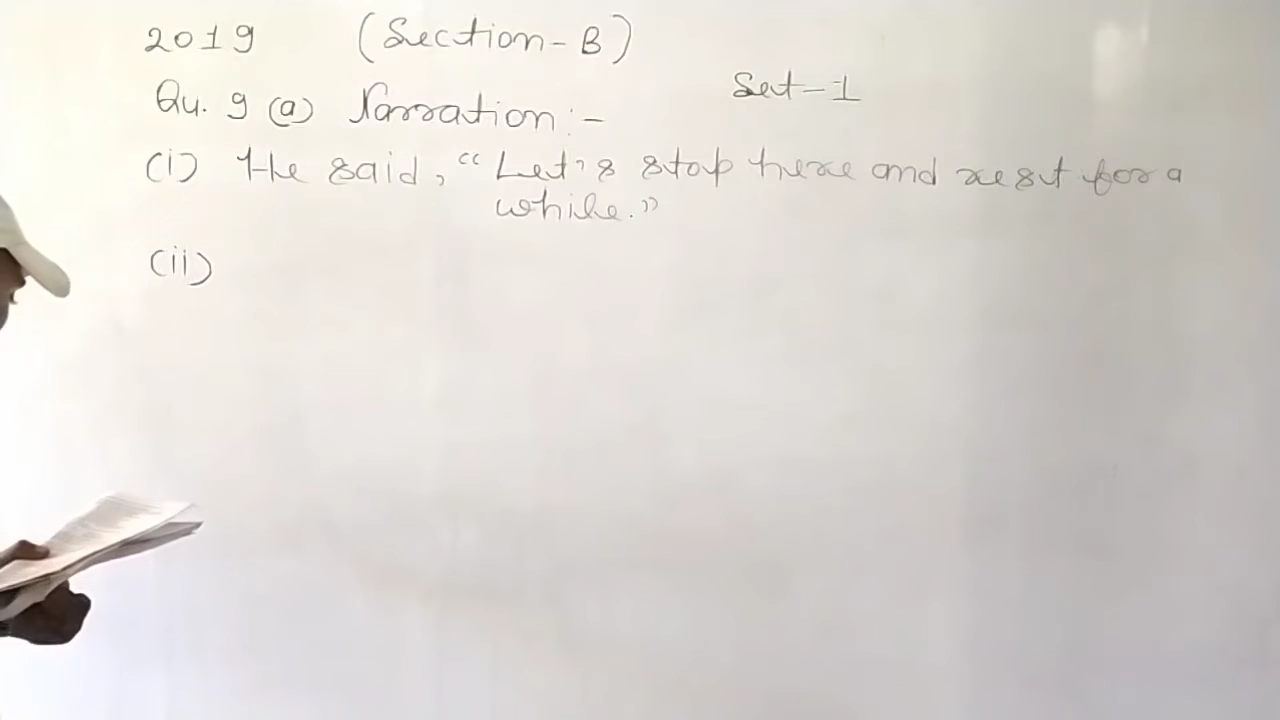 2019 (Section-B)
Qu. 9 (a) Narration:- Set-1
(i) He said, "Let's stop here and rest for a
while."
(ii)